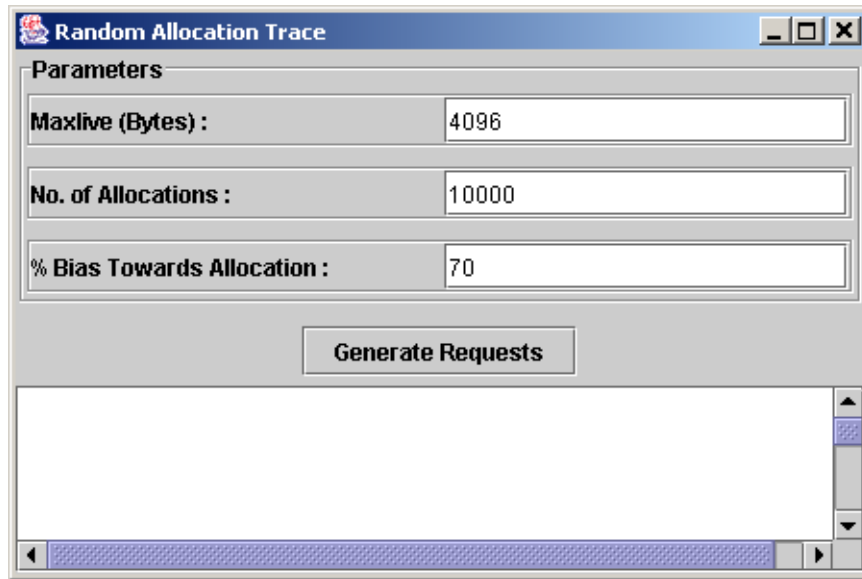 Random Allocation Trace
Parameters
Maxlive (Bytes) : 4096
No. of Allocations : 10000
% Bias Towards Allocation : 70
Generate Requests